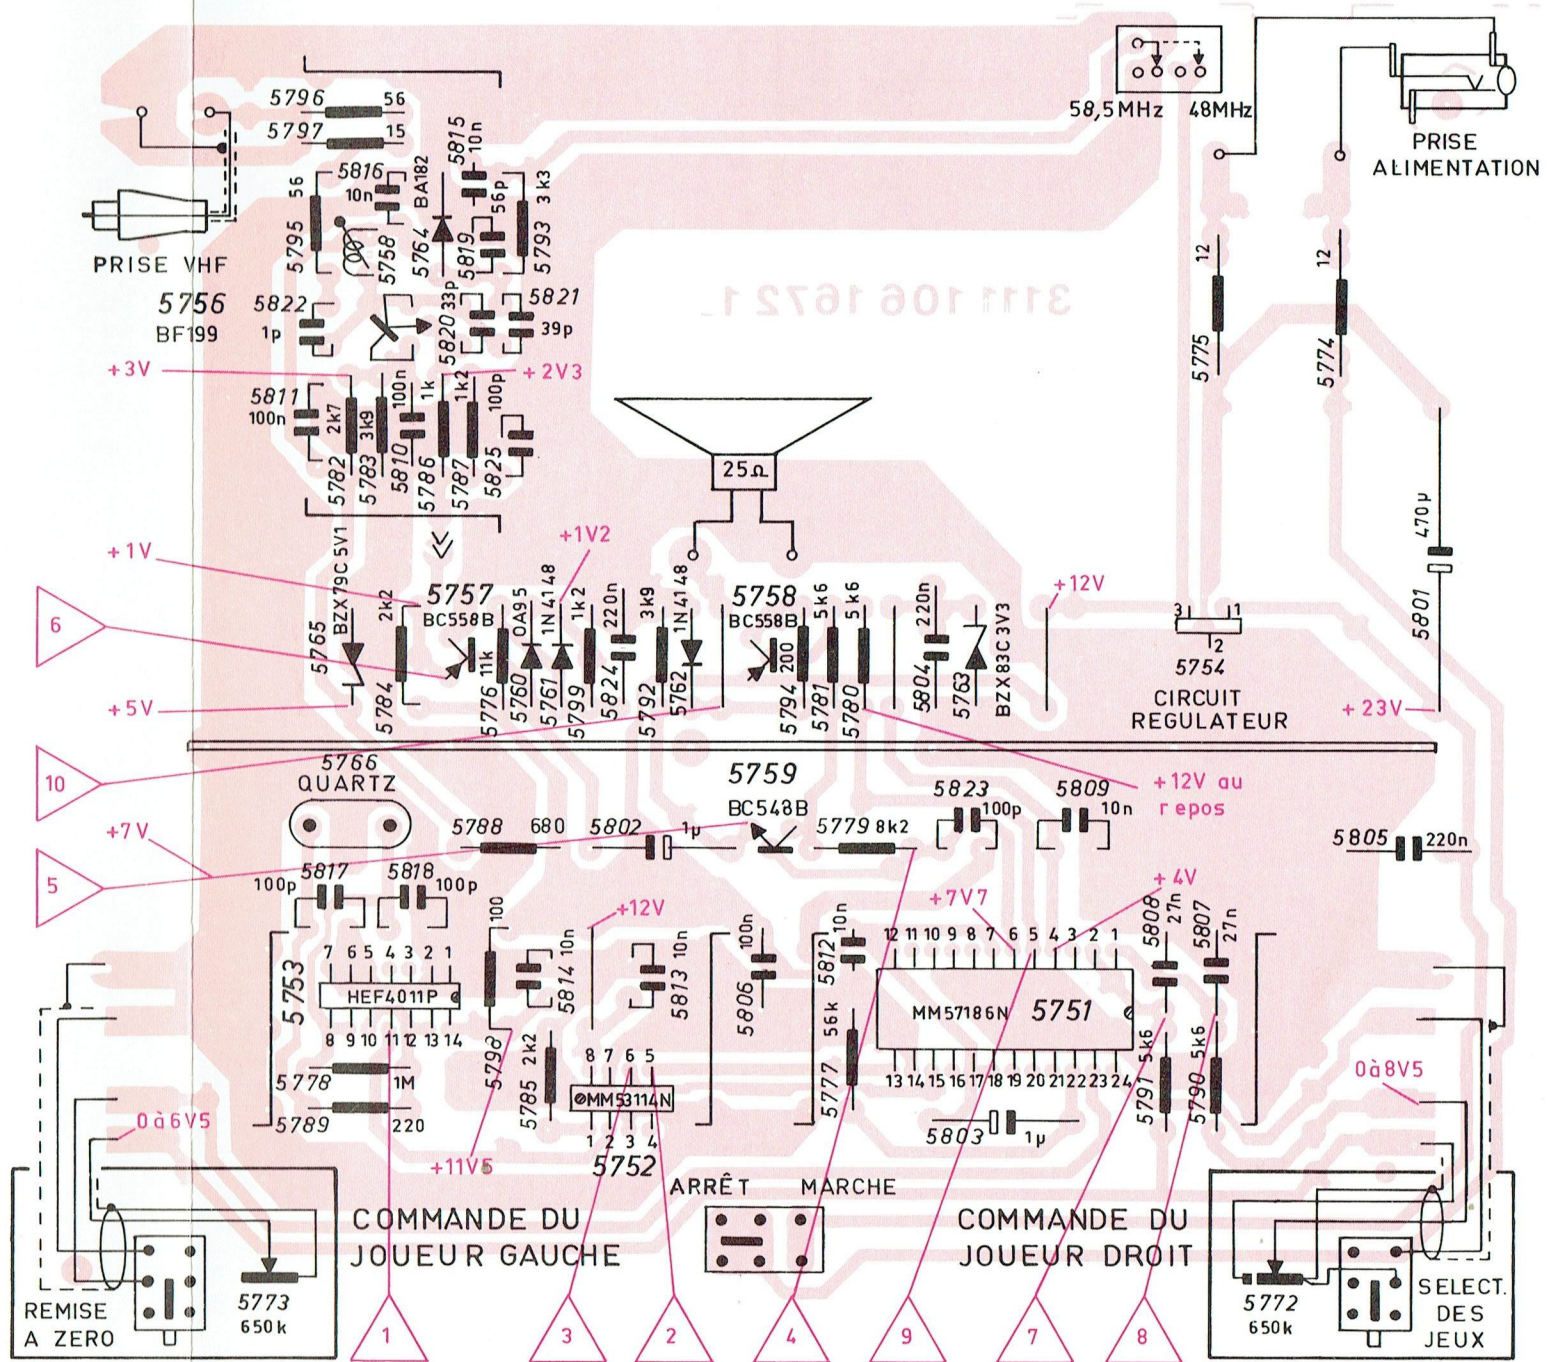 58,5MHz 48MHz
PRISE
ALIMENTATION
5796 56
5797 15
5815 10n
5816 10n
BA182
56
5795
5758
5764
5819 56p
5793 3k3
PRISE VHF
5756
BF199
5822 1p
5820 33p
5821 39p
3111 106 16721
12
5775
12
5774
+3V
+2V3
5811 100n
2k7
5782
3k9
5783
100n
5810
1k
5786
1k2
5787
100p
5825
25Ω
470µ
5801
+1V
+1V2
+12V
6
5765
BZX79C 5V1
2k2
5784
5757
BC558B
11k
5776
OA95
5760
1N4148
5761
1k2
5799
220n
5824
3k9
5792
1N4148
5762
5758
BC558B
200
5794
5k6
5781
5k6
5780
220n
5804
5763
BZX83C 3V3
3 1
2
5754
CIRCUIT
REGULATEUR
+5V
+23V
10
5766
QUARTZ
5759
BC548B
+12V au
repos
+7V
5788 680
5802 1µ
5779 8k2
5823 100p
5809 10n
5805 220n
5
5817 100p
5818 100p
+12V
+7V7
+4V
5808 27n
5807 27n
5753
7 6 5 4 3 2 1
HEF4011P
8 9 10 11 12 13 14
100
5798
5814 10n
5813 10n
5806 100n
5812 10n
12 11 10 9 8 7 6 5 4 3 2 1
MM57186N 5751
13 14 15 16 17 18 19 20 21 22 23 24
5778 1M
5789 220
2k2
5785
8 7 6 5
MM53114N
1 2 3 4
5752
56k
5777
5803 1µ
5791 5k6
5790 5k6
0à6V5
0à8V5
+11V5
ARRÊT MARCHE
COMMANDE DU
JOUEUR GAUCHE
COMMANDE DU
JOUEUR DROIT
REMISE
A ZERO
5773
650k
5772
650k
SELECT.
DES
JEUX
1 3 2 4 9 7 8